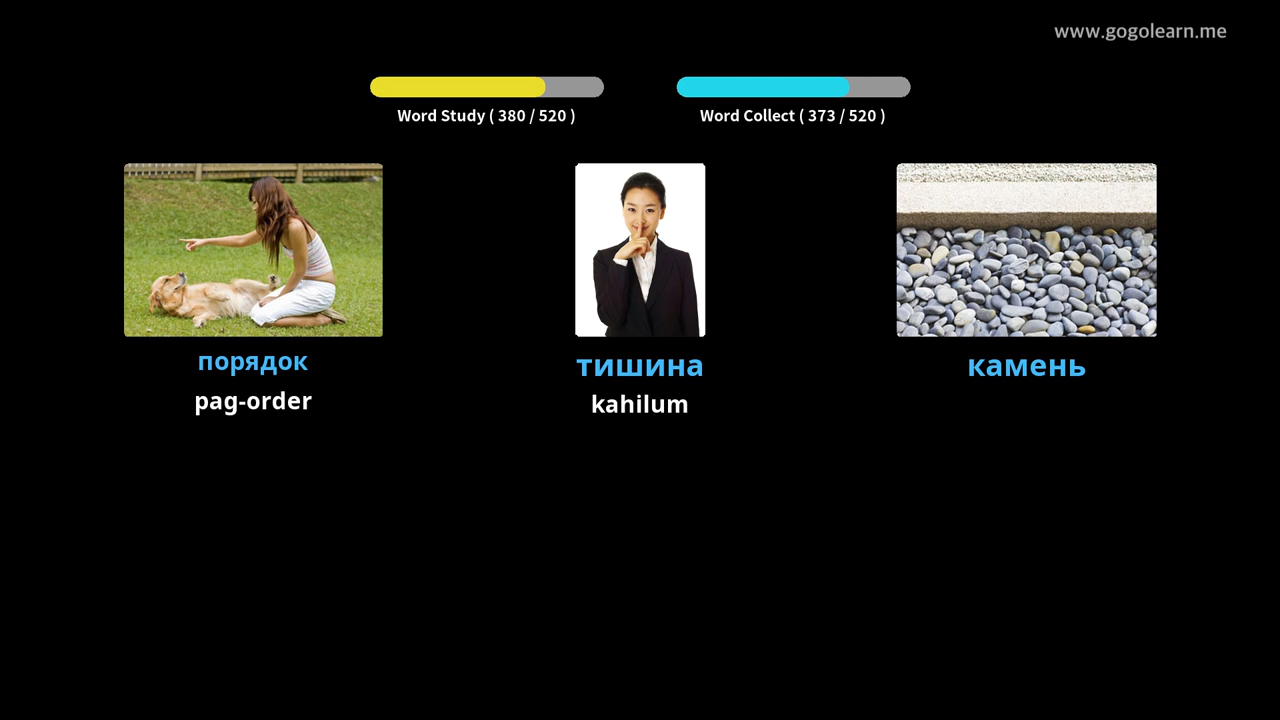 www.gogolearn.me
Word Study ( 380 / 520 )
Word Collect ( 373 / 520 )
порядок
тишина
камень
pag-order
kahilum